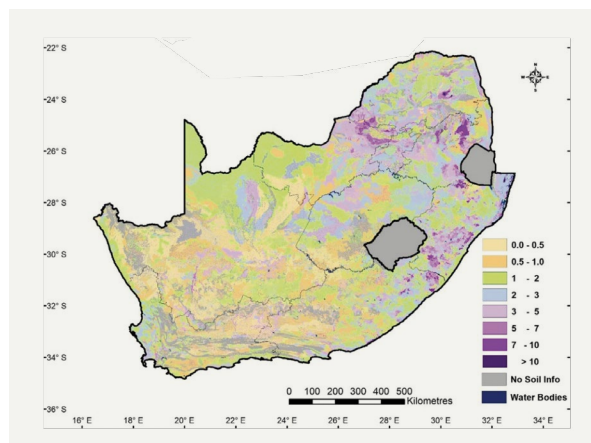 22° S
24° S
26° S
28° S
30° S
32° S
34° S
36° S
16° E 18° E 20° E 22° E 24° E 26° E 28° E 30° E 32° E 34° E
N
W E
S
0.0 - 0.5
0.5 - 1.0
1 - 2
2 - 3
3 - 5
5 - 7
7 -10
>10
No Soil Info
Water Bodies
0 100 200 300 400 500
Kilometres